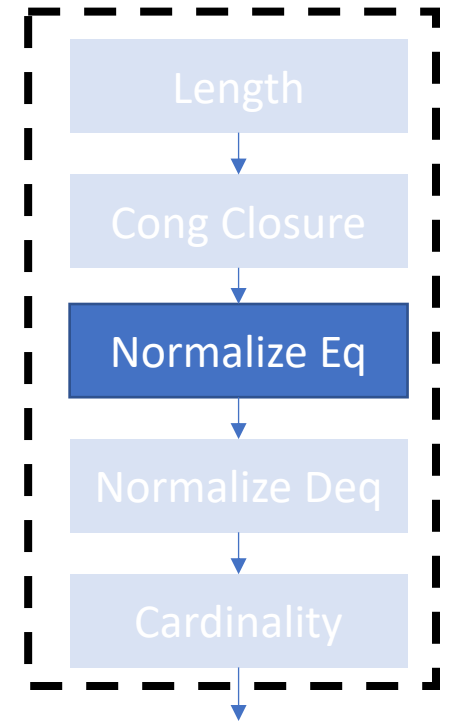 Length
Cong Closure
Normalize Eq
Normalize Deq
Cardinality